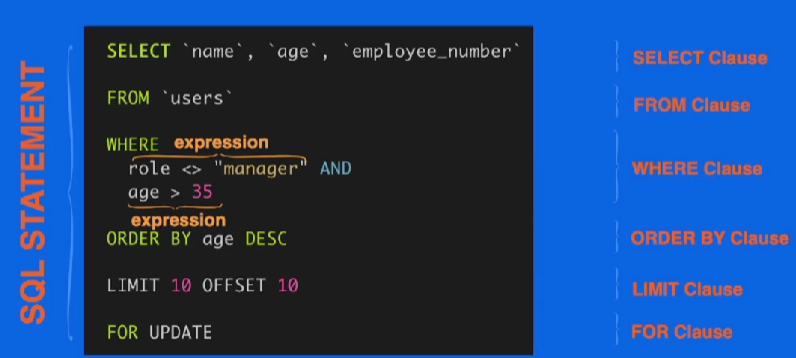 SQL STATEMENT
SELECT `name`, `age`, `employee_number`
SELECT Clause
FROM `users`
FROM Clause
WHERE expression
role <> "manager" AND
WHERE Clause
age > 35
expression
ORDER BY age DESC
ORDER BY Clause
LIMIT 10 OFFSET 10
LIMIT Clause
FOR UPDATE
FOR Clause